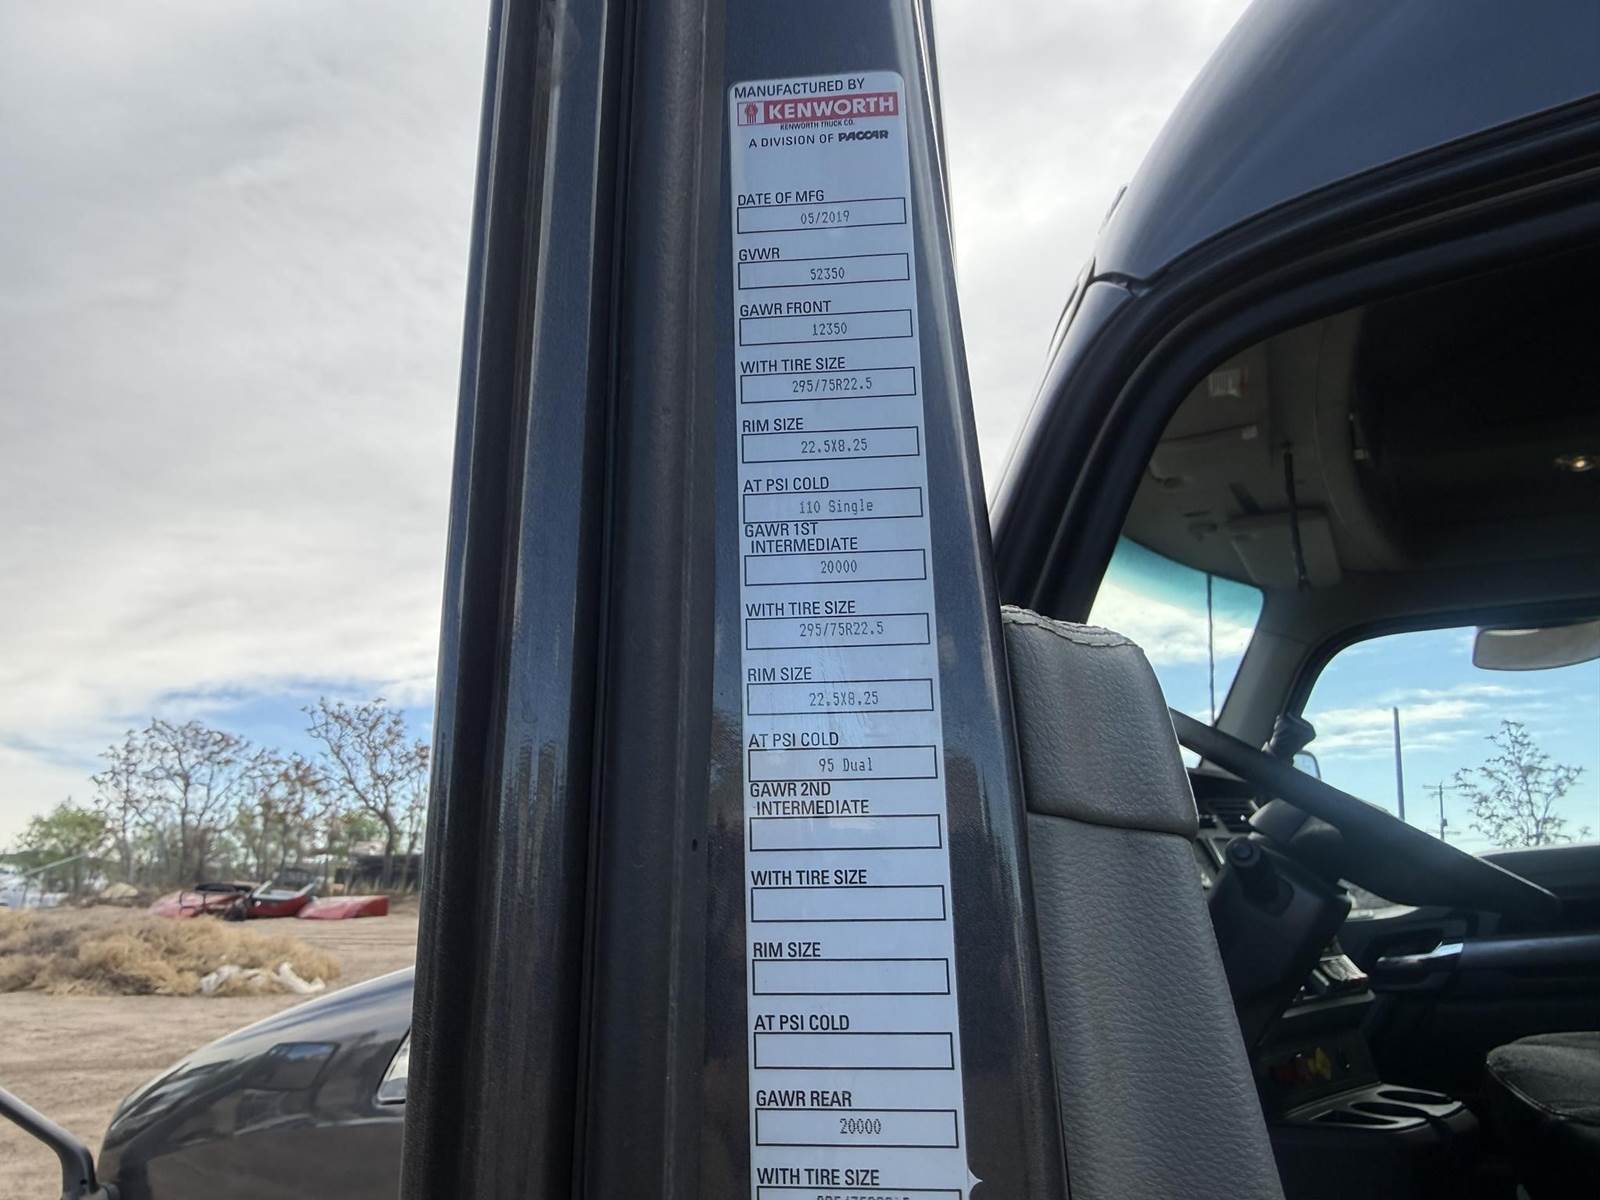 MANUFACTURED BY
KENWORTH
KENWORTH TRUCK CO.
A DIVISION OF PACCAR
DATE OF MFG
05/2019
GVWR
52350
GAWR FRONT
12350
WITH TIRE SIZE
295/75R22.5
RIM SIZE
22.5X8.25
AT PSI COLD
110 Single
GAWR 1ST
INTERMEDIATE
20000
WITH TIRE SIZE
295/75R22.5
RIM SIZE
22.5X8.25
AT PSI COLD
95 Dual
GAWR 2ND
INTERMEDIATE
WITH TIRE SIZE
RIM SIZE
AT PSI COLD
GAWR REAR
20000
WITH TIRE SIZE